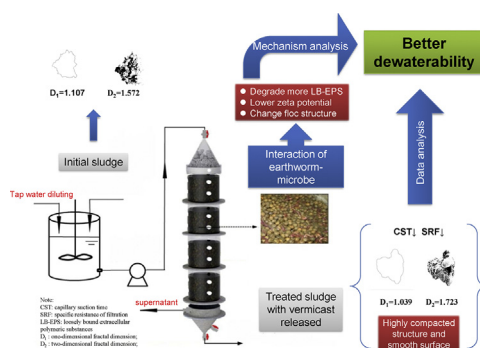 Mechanism analysis
Better
dewaterability
D₁=1.107
D₂=1.572
Degrade more LB-EPS
Lower zeta potential
Change floc structure
Initial sludge
Interaction of
earthworm-
microbe
Data analysis
Tap water diluting
CST↓ SRF↓
D₁=1.039
D₂=1.723
Highly compacted
structure and
smooth surface
Treated sludge
with vermicast
released
supernatant
Note:
CST: capillary suction time
SRF: specific resistance of filtration
LB-EPS: loosely bound extracellular
polymeric substances
D₁ : one-dimensional fractal dimension;
D₂ : two-dimensional fractal dimension;